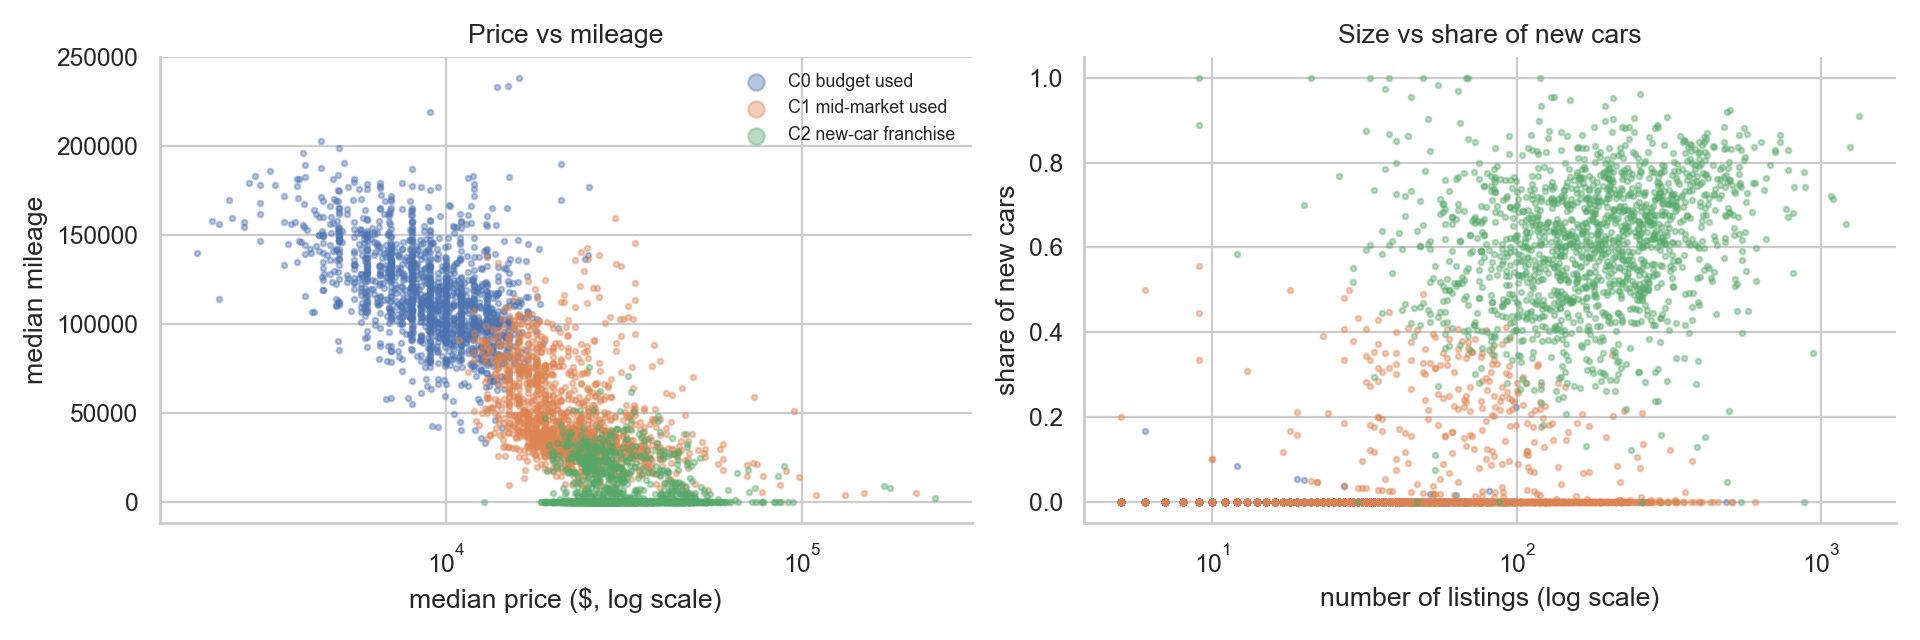 Price vs mileage
250000
200000
150000
100000
50000
0
median mileage
C0 budget used
C1 mid-market used
C2 new-car franchise
10^4
10^5
median price ($, log scale)
Size vs share of new cars
1.0
0.8
0.6
0.4
0.2
0.0
share of new cars
10^1
10^2
10^3
number of listings (log scale)